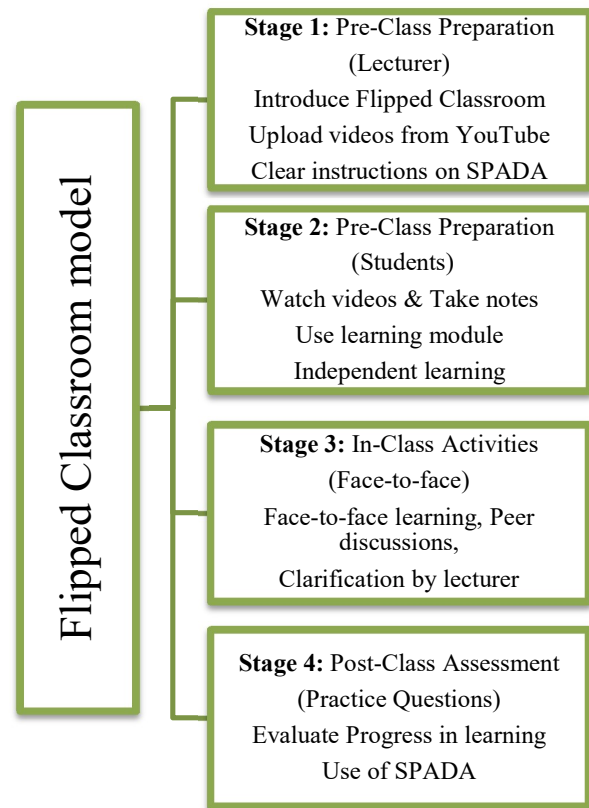 Flipped Classroom model
Stage 1: Pre-Class Preparation
(Lecturer)
Introduce Flipped Classroom
Upload videos from YouTube
Clear instructions on SPADA
Stage 2: Pre-Class Preparation
(Students)
Watch videos & Take notes
Use learning module
Independent learning
Stage 3: In-Class Activities
(Face-to-face)
Face-to-face learning, Peer
discussions,
Clarification by lecturer
Stage 4: Post-Class Assessment
(Practice Questions)
Evaluate Progress in learning
Use of SPADA